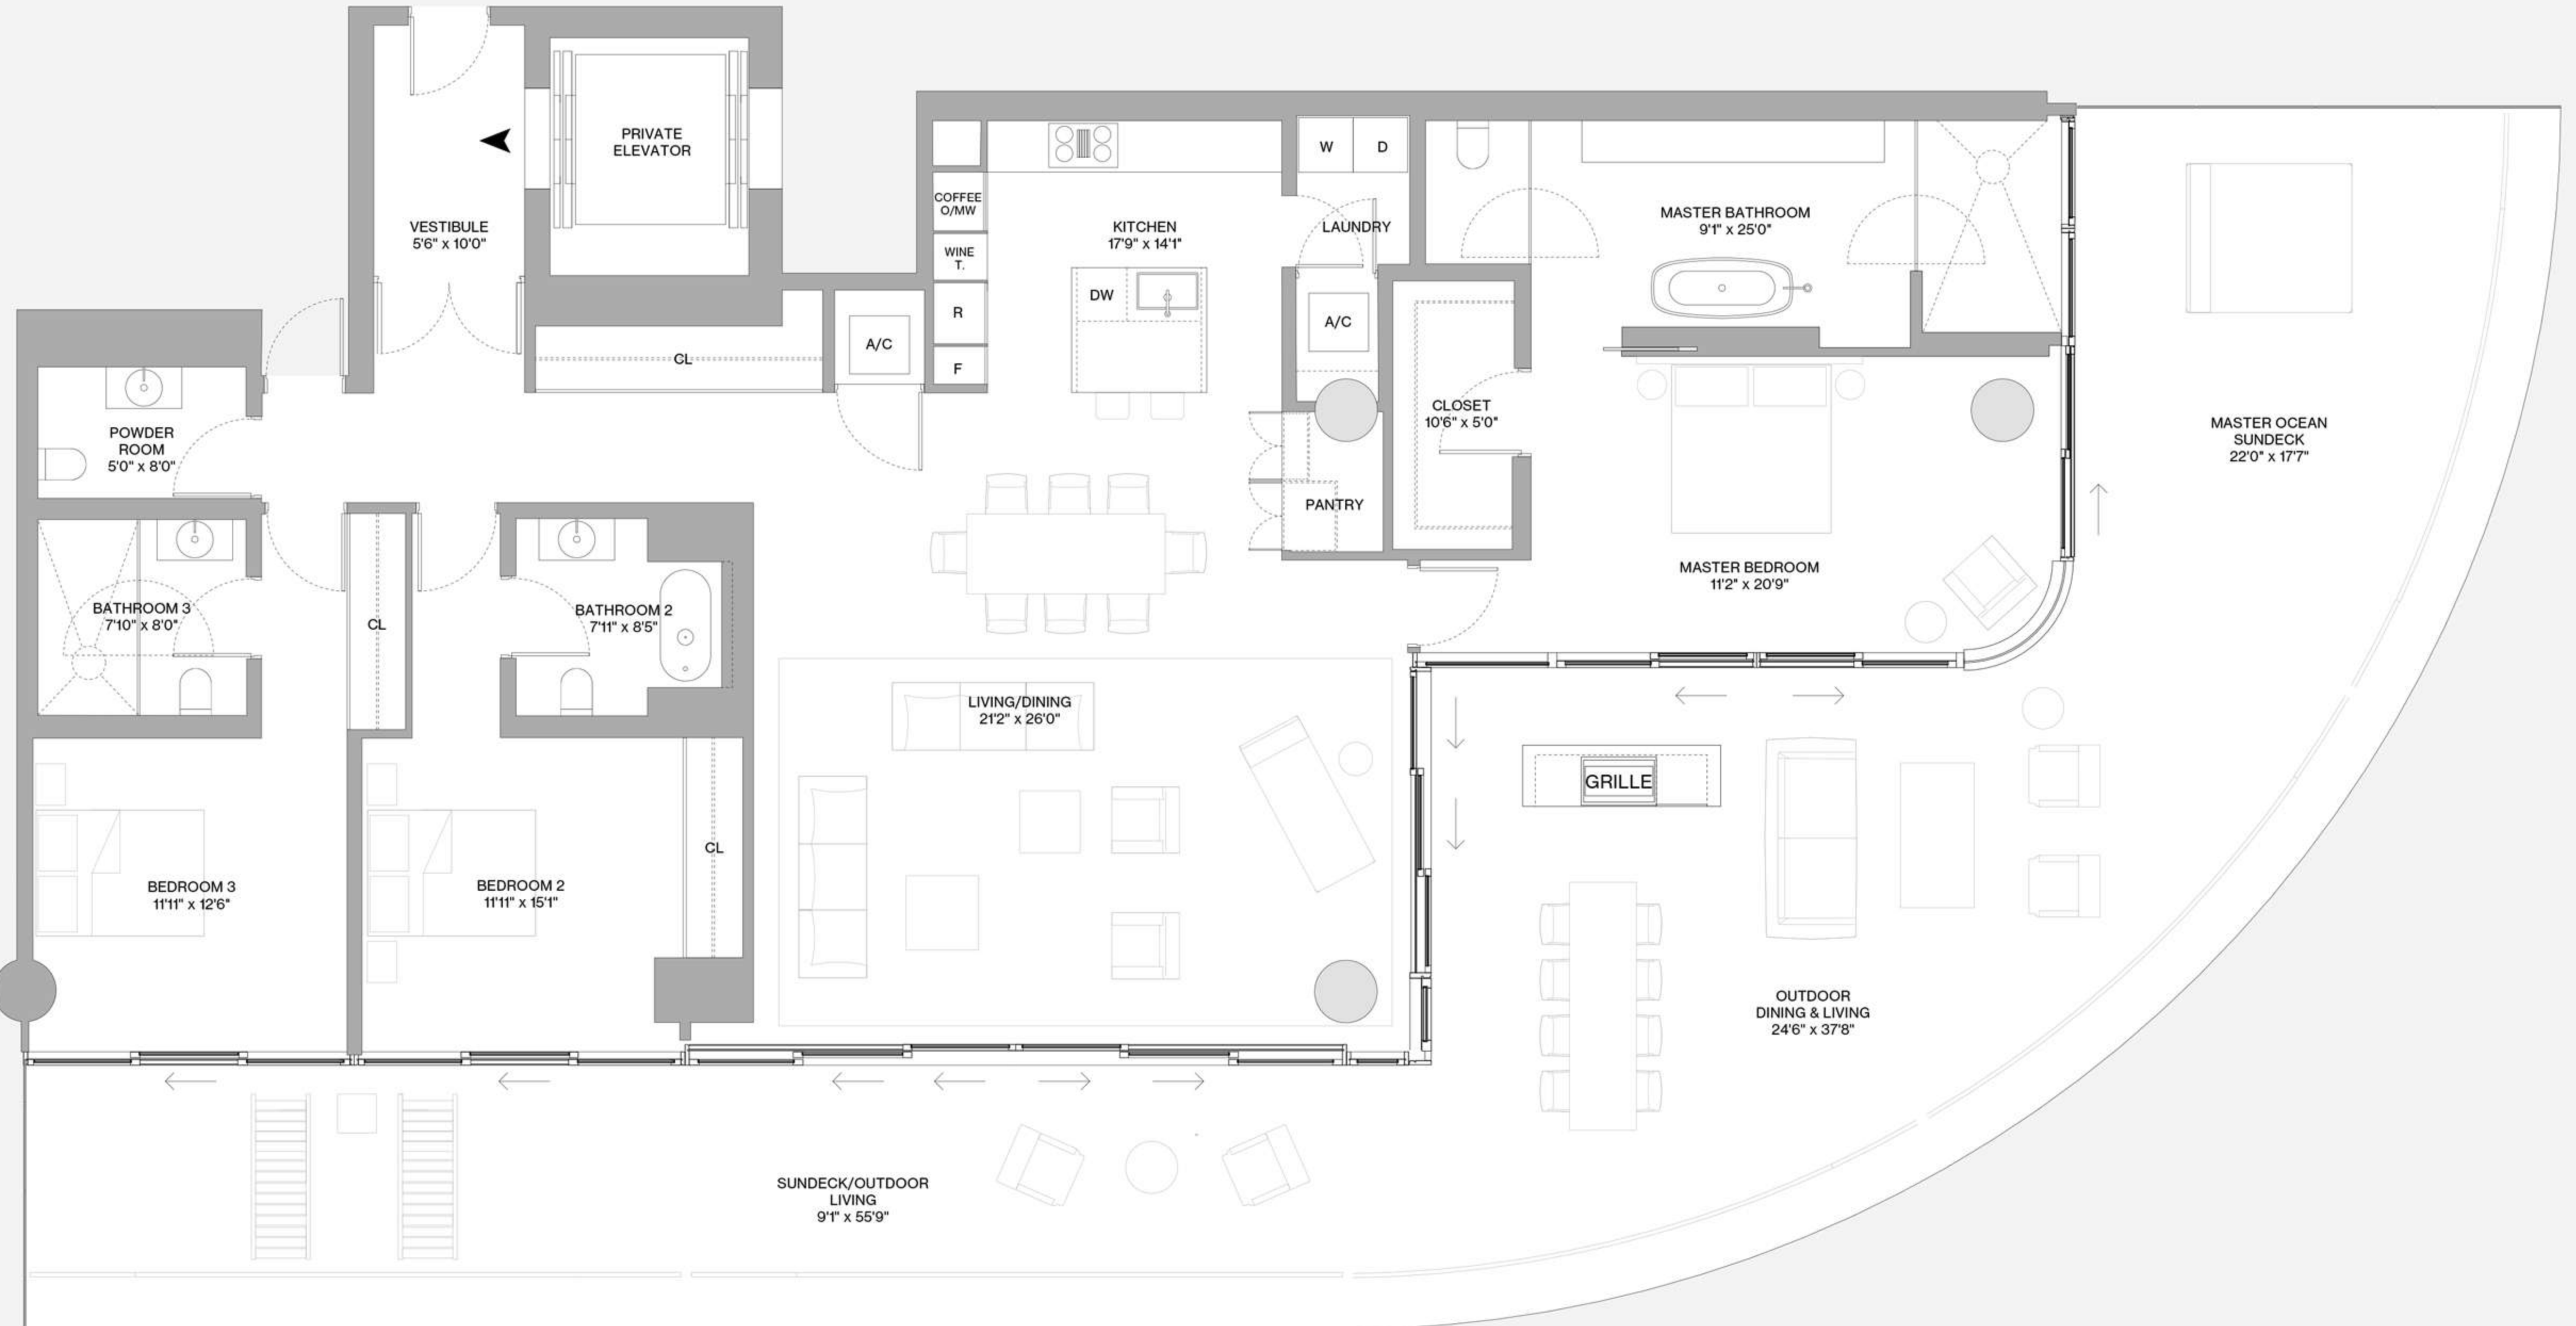 PRIVATE
ELEVATOR
VESTIBULE
5'6" x 10'0"
COFFEE
O/MW
WINE
T.
R
F
KITCHEN
17'9" x 14'1"
DW
W
D
LAUNDRY
A/C
MASTER BATHROOM
9'1" x 25'0"
CL
A/C
CLOSET
10'6" x 5'0"
PANTRY
MASTER OCEAN
SUNDECK
22'0" x 17'7"
POWDER
ROOM
5'0" x 8'0"
MASTER BEDROOM
11'2" x 20'9"
BATHROOM 3
7'10" x 8'0"
CL
BATHROOM 2
7'11" x 8'5"
LIVING/DINING
21'2" x 26'0"
GRILLE
BEDROOM 3
11'11" x 12'6"
BEDROOM 2
11'11" x 15'1"
CL
OUTDOOR
DINING & LIVING
24'6" x 37'8"
SUNDECK/OUTDOOR
LIVING
9'1" x 55'9"